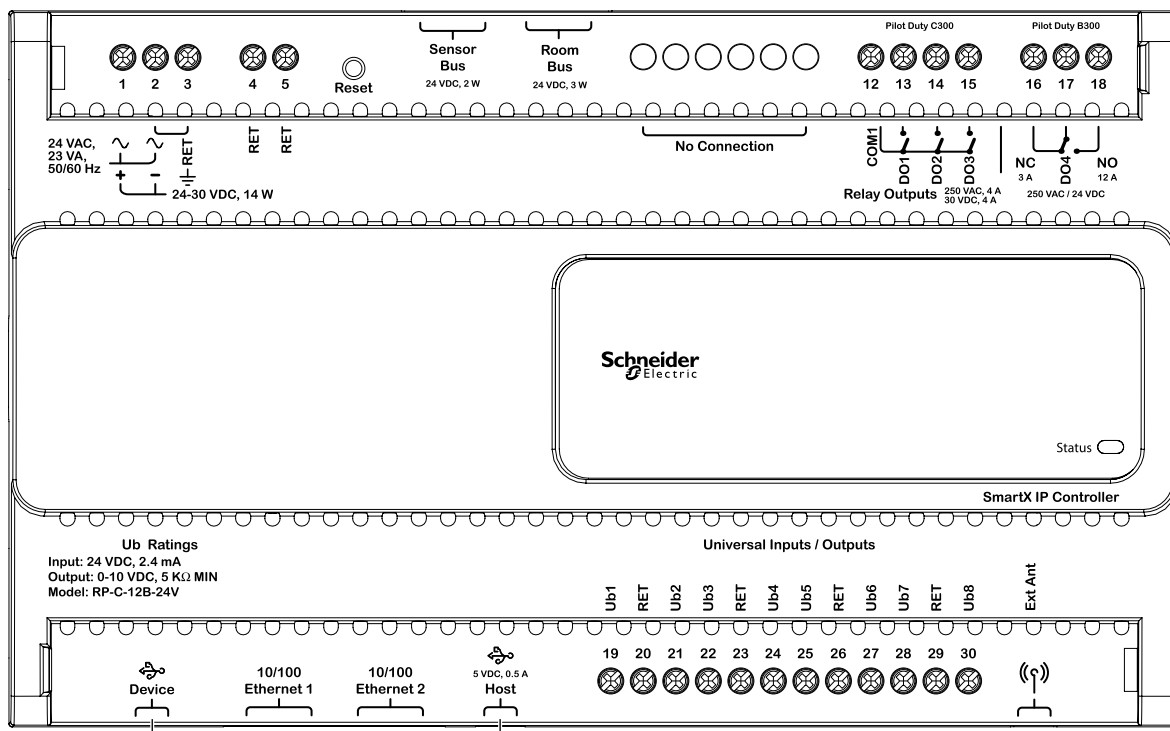 Pilot Duty C300
Pilot Duty B300
Sensor
Bus
24 VDC, 2 W
Room
Bus
24 VDC, 3 W
1 2 3 4 5
Reset
12 13 14 15 16 17 18
24 VAC,
23 VA,
50/60 Hz
+ -
RET
24-30 VDC, 14 W
RET
RET
No Connection
COM1
DO1
DO2
DO3
Relay Outputs
250 VAC, 4 A
30 VDC, 4 A
NC
3 A
DO4
NO
12 A
250 VAC / 24 VDC
Schneider
Electric
Status
SmartX IP Controller
Ub Ratings
Input: 24 VDC, 2.4 mA
Output: 0-10 VDC, 5 KΩ MIN
Model: RP-C-12B-24V
Universal Inputs / Outputs
Ub1 RET Ub2 Ub3 RET Ub4 Ub5 RET Ub6 Ub7 RET Ub8
Ext Ant
19 20 21 22 23 24 25 26 27 28 29 30
Device
10/100
Ethernet 1
10/100
Ethernet 2
5 VDC, 0.5 A
Host